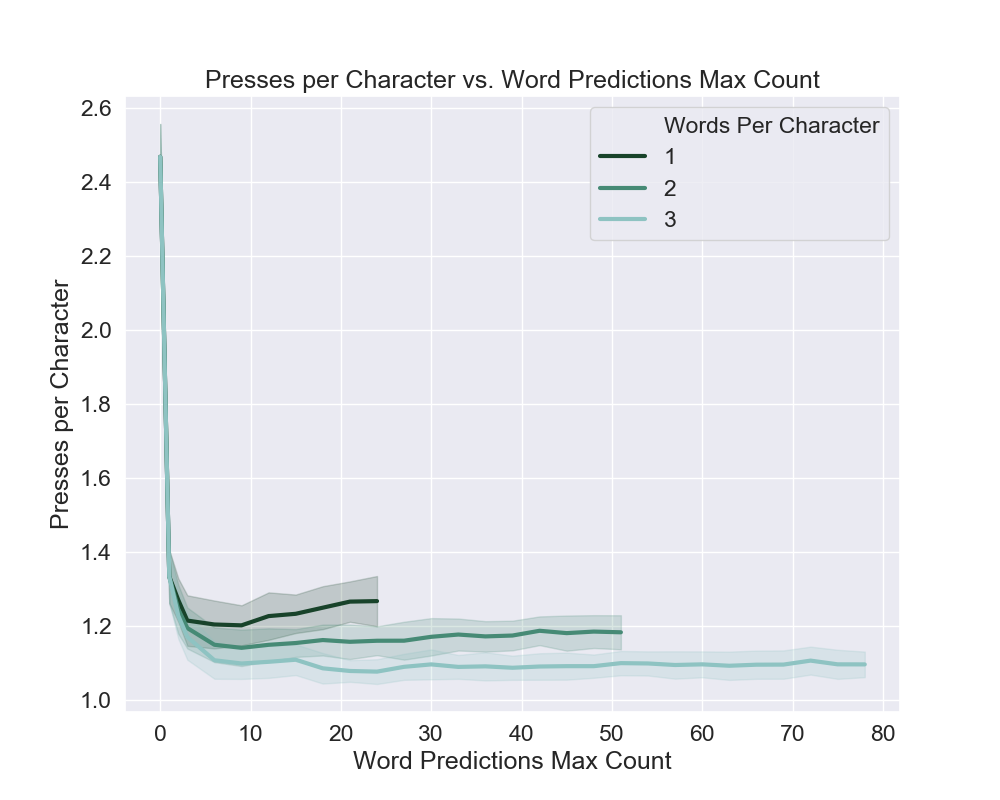 Presses per Character vs. Word Predictions Max Count
Presses per Character
2.6
2.4
2.2
2.0
1.8
1.6
1.4
1.2
1.0
Words Per Character
1
2
3
0 10 20 30 40 50 60 70 80
Word Predictions Max Count